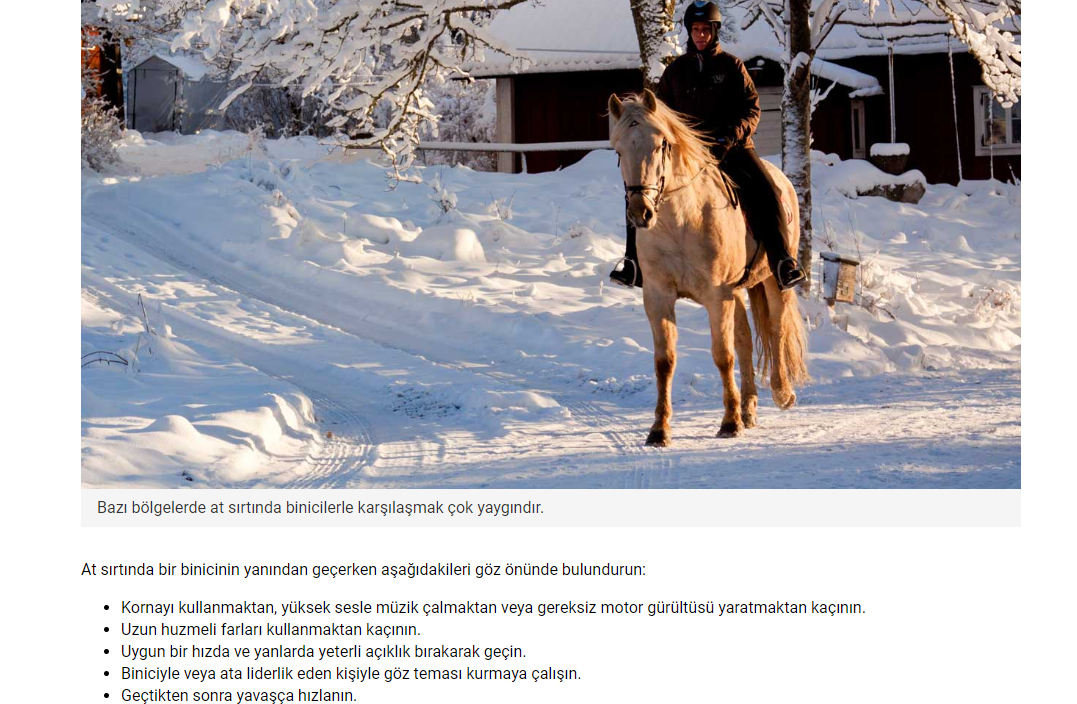 Bazı bölgelerde at sırtında binicilerle karşılaşmak çok yaygındır.
At sırtında bir binicinin yanından geçerken aşağıdakileri göz önünde bulundurun:
Kornayı kullanmaktan, yüksek sesle müzik çalmaktan veya gereksiz motor gürültüsü yaratmaktan kaçının.
Uzun huzmeli farları kullanmaktan kaçının.
Uygun bir hızda ve yanlarda yeterli açıklık bırakarak geçin.
Biniciyle veya ata liderlik eden kişiyle göz teması kurmaya çalışın.
Geçtikten sonra yavaşça hızlanın.